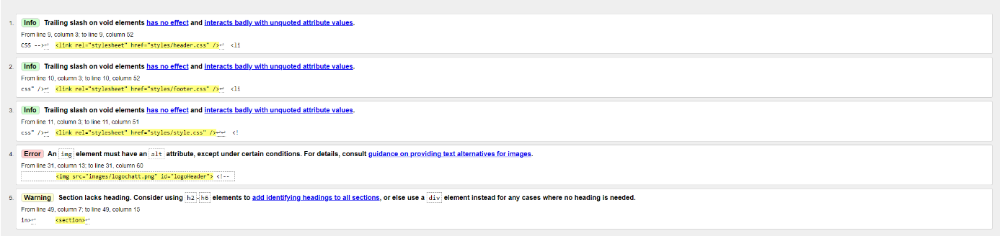 1. Info Trailing slash on void elements has no effect and interacts badly with unquoted attribute values.
From line 9, column 3; to line 9, column 52
CSS -->↩ <link rel="stylesheet" href="styles/header.css" />↩ <li
2. Info Trailing slash on void elements has no effect and interacts badly with unquoted attribute values.
From line 10, column 3; to line 10, column 52
css" />↩ <link rel="stylesheet" href="styles/footer.css" />↩ <li
3. Info Trailing slash on void elements has no effect and interacts badly with unquoted attribute values.
From line 11, column 3; to line 11, column 51
css" />↩ <link rel="stylesheet" href="styles/style.css" />↩↩ <!
4. Error An img element must have an alt attribute, except under certain conditions. For details, consult guidance on providing text alternatives for images.
From line 31, column 13; to line 31, column 60
<img src="images/logochatt.png" id="logoHeader"> <!--
5. Warning Section lacks heading. Consider using h2-h6 elements to add identifying headings to all sections, or else use a div element instead for any cases where no heading is needed.
From line 49, column 7; to line 49, column 15
in>↩ <section>↩